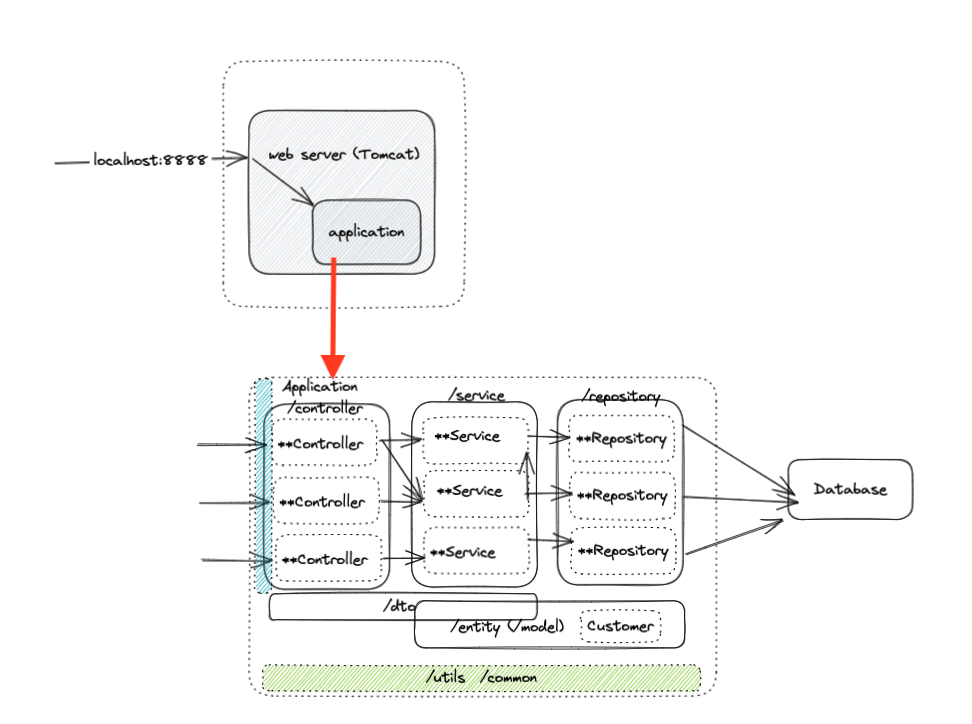 localhost:8888
web server (Tomcat)
application
Application
/controller
/service
/repository
**Controller
**Service
**Repository
**Controller
**Service
**Repository
**Controller
**Service
**Repository
Database
/dto
/entity (/model)
Customer
/utils /common